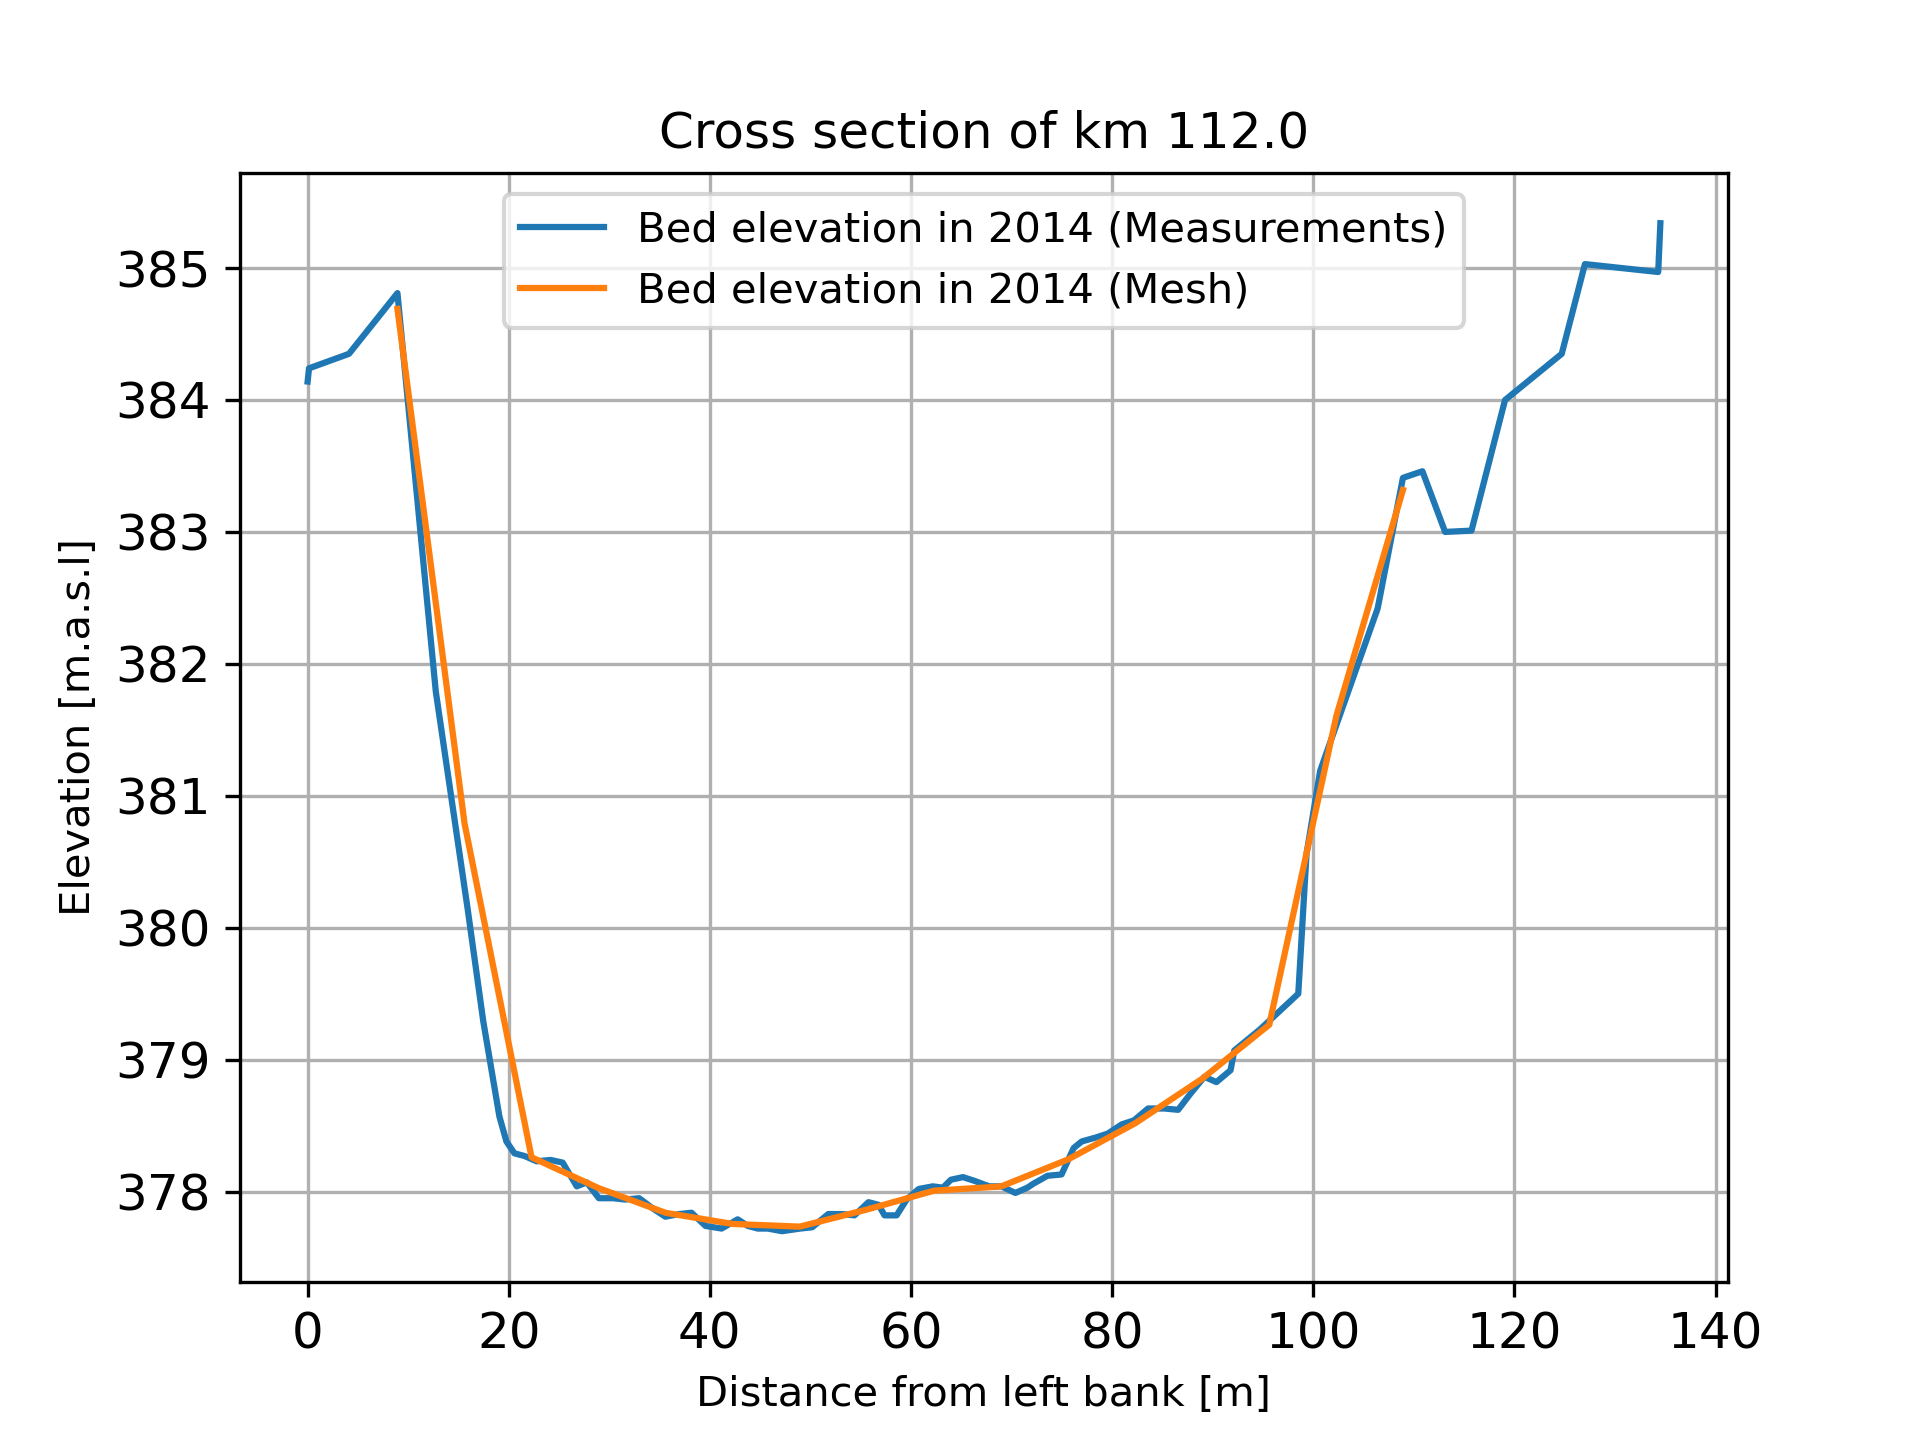 Cross section of km 112.0
Bed elevation in 2014 (Measurements)
Bed elevation in 2014 (Mesh)
385
384
383
382
381
380
379
378
Elevation [m.a.s.l]
0 20 40 60 80 100 120 140
Distance from left bank [m]